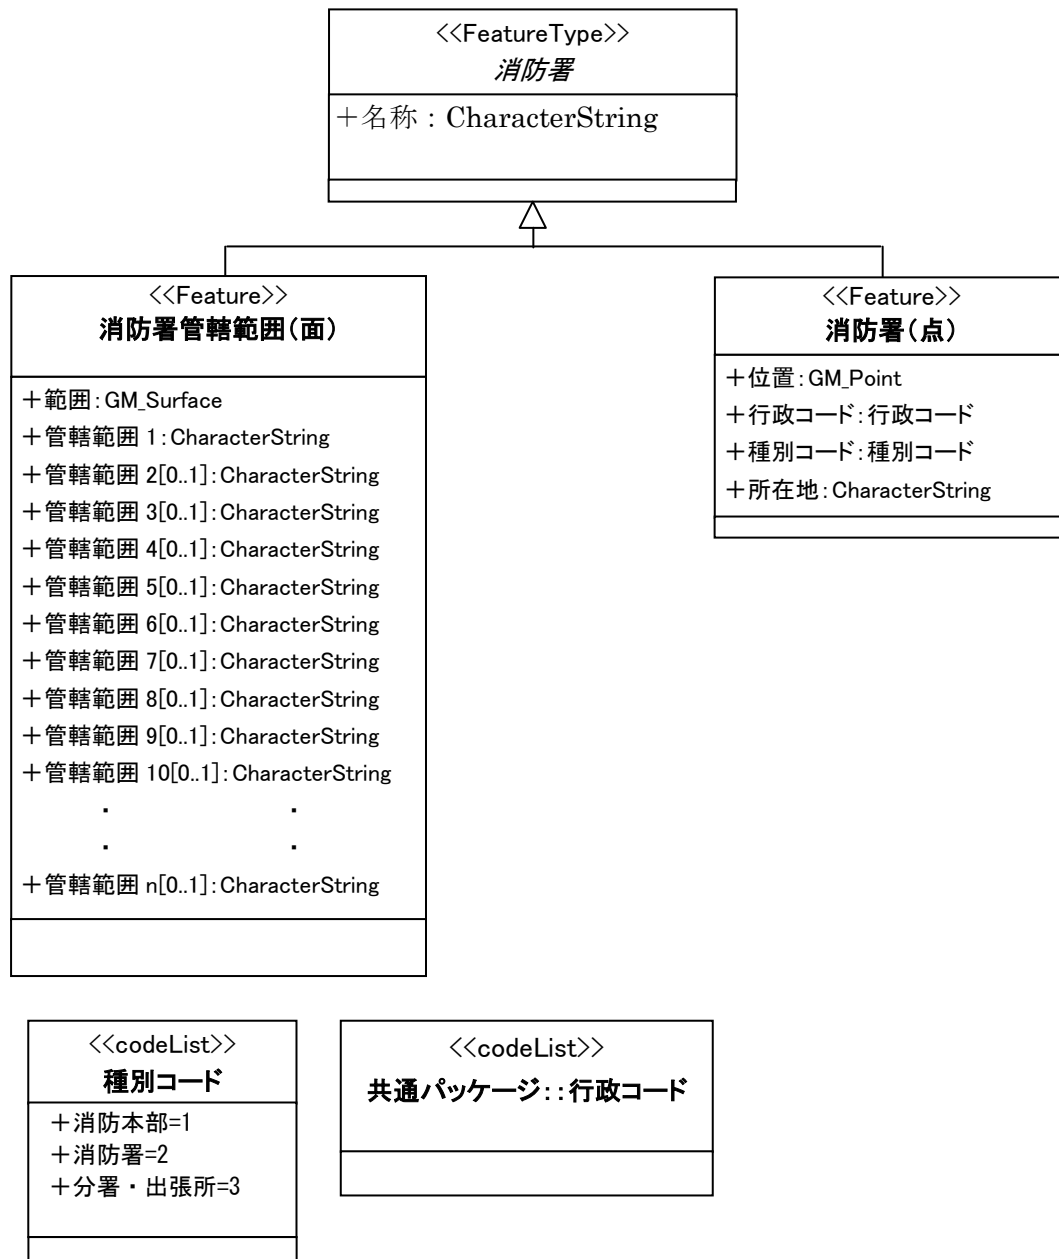 <<FeatureType>>
消防署
+名称:CharacterString
<<Feature>>
消防署管轄範囲(面)
+範囲:GM_Surface
+管轄範囲 1:CharacterString
+管轄範囲 2[0..1]:CharacterString
+管轄範囲 3[0..1]:CharacterString
+管轄範囲 4[0..1]:CharacterString
+管轄範囲 5[0..1]:CharacterString
+管轄範囲 6[0..1]:CharacterString
+管轄範囲 7[0..1]:CharacterString
+管轄範囲 8[0..1]:CharacterString
+管轄範囲 9[0..1]:CharacterString
+管轄範囲 10[0..1]:CharacterString
・ ・
・ ・
+管轄範囲 n[0..1]:CharacterString
<<Feature>>
消防署(点)
+位置:GM_Point
+行政コード:行政コード
+種別コード:種別コード
+所在地:CharacterString
<<codeList>>
種別コード
+消防本部=1
+消防署=2
+分署・出張所=3
<<codeList>>
共通パッケージ::行政コード